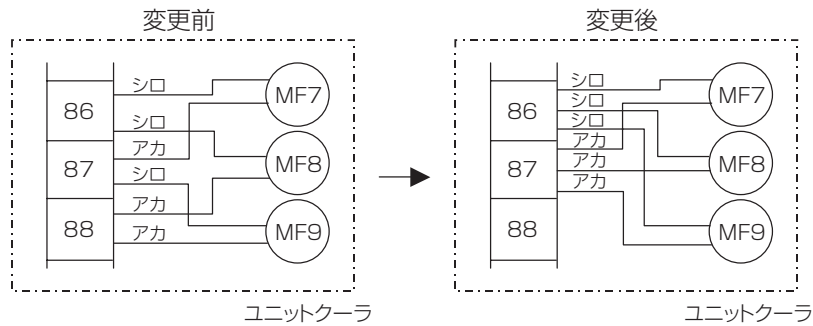 変更前
シロ
86
シロ
アカ
87
シロ
アカ
88
アカ
MF7
MF8
MF9
ユニットクーラ
変更後
シロ
シロ
86
シロ
アカ
87
アカ
アカ
88
MF7
MF8
MF9
ユニットクーラ